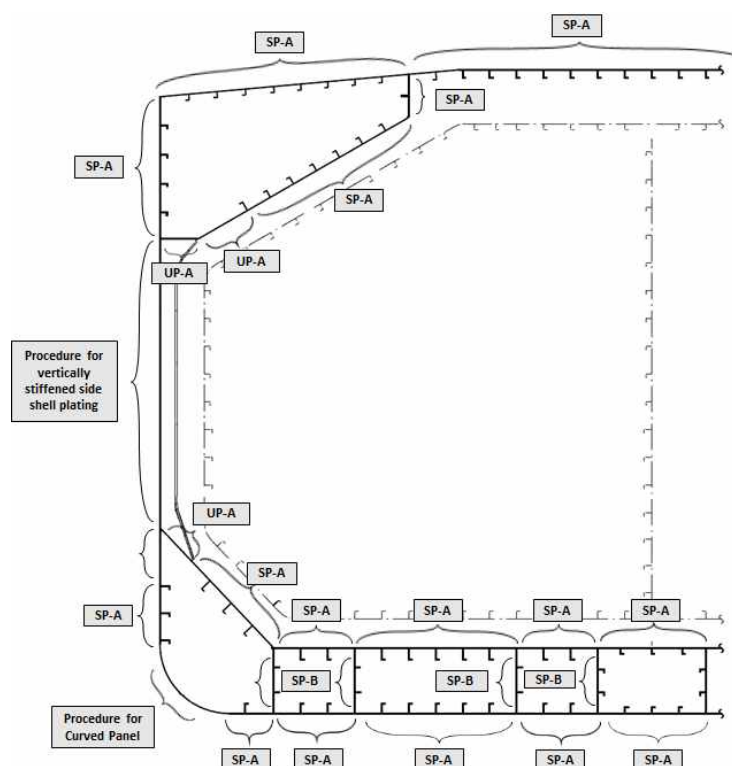 SP-A
SP-A
SP-A
SP-A
SP-A
UP-A
UP-A
Procedure for
vertically
stiffened side
shell plating
UP-A
SP-A
SP-A
SP-A
SP-A
SP-A
SP-A
SP-B
SP-B
SP-B
Procedure for
Curved Panel
SP-A
SP-A
SP-A
SP-A
SP-A